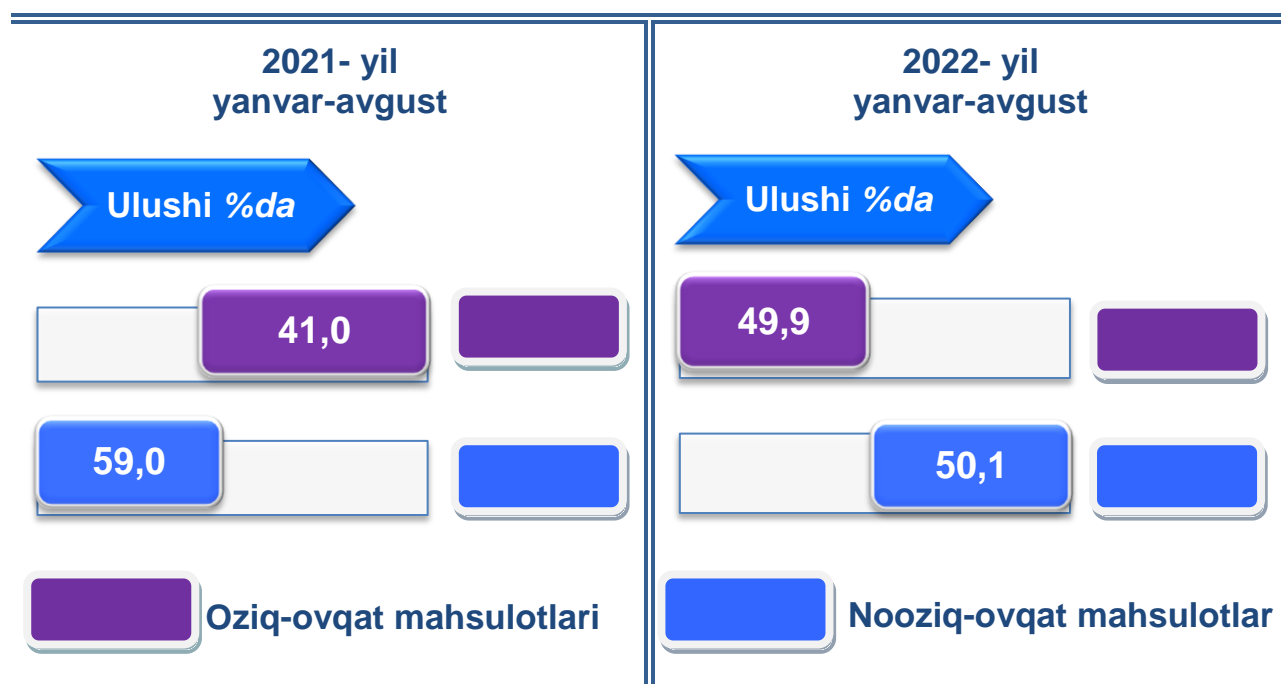 2021- yil
yanvar-avgust
Ulushi %da
41,0
59,0
Oziq-ovqat mahsulotlari
2022- yil
yanvar-avgust
Ulushi %da
49,9
50,1
Nooziq-ovqat mahsulotlar